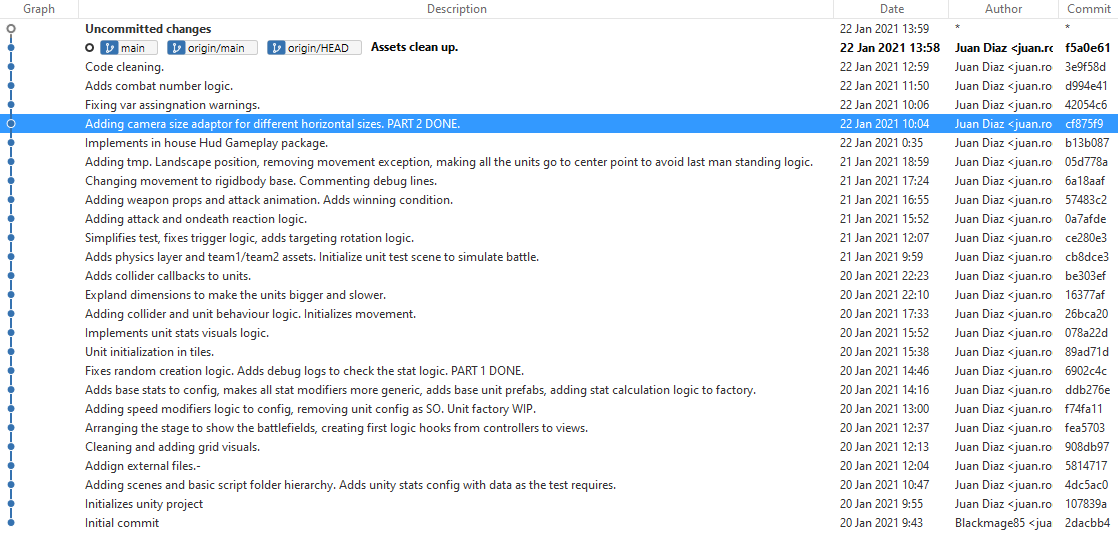 Graph Description Date Author Commit
Uncommitted changes 22 Jan 2021 13:59 * *
main origin/main origin/HEAD Assets clean up. 22 Jan 2021 13:58 Juan Diaz <juan.ro f5a0e61
Code cleaning. 22 Jan 2021 12:59 Juan Diaz <juan.ro 3e9f58d
Adds combat number logic. 22 Jan 2021 11:50 Juan Diaz <juan.ro d994e41
Fixing var assingnation warnings. 22 Jan 2021 10:06 Juan Diaz <juan.ro 42054c6
Adding camera size adaptor for different horizontal sizes. PART 2 DONE. 22 Jan 2021 10:04 Juan Diaz <juan.ro cf875f9
Implements in house Hud Gameplay package. 22 Jan 2021 0:35 Juan Diaz <juan.ro b13b087
Adding tmp. Landscape position, removing movement exception, making all the units go to center point to avoid last man standing logic. 21 Jan 2021 18:59 Juan Diaz <juan.ro 05d778a
Changing movement to rigidbody base. Commenting debug lines. 21 Jan 2021 17:24 Juan Diaz <juan.ro 6a18aaf
Adding weapon props and attack animation. Adds winning condition. 21 Jan 2021 16:55 Juan Diaz <juan.ro 57483c2
Adding attack and ondeath reaction logic. 21 Jan 2021 15:52 Juan Diaz <juan.ro 0a7afde
Simplifies test, fixes trigger logic, adds targeting rotation logic. 21 Jan 2021 12:07 Juan Diaz <juan.ro ce280e3
Adds physics layer and team1/team2 assets. Initialize unit test scene to simulate battle. 21 Jan 2021 9:59 Juan Diaz <juan.ro cb8dce3
Adds collider callbacks to units. 20 Jan 2021 22:23 Juan Diaz <juan.ro be303ef
Expland dimensions to make the units bigger and slower. 20 Jan 2021 22:10 Juan Diaz <juan.ro 16377af
Adding collider and unit behaviour logic. Initializes movement. 20 Jan 2021 17:33 Juan Diaz <juan.ro 26bca20
Implements unit stats visuals logic. 20 Jan 2021 15:52 Juan Diaz <juan.ro 078a22d
Unit initialization in tiles. 20 Jan 2021 15:38 Juan Diaz <juan.ro 89ad71d
Fixes random creation logic. Adds debug logs to check the stat logic. PART 1 DONE. 20 Jan 2021 14:46 Juan Diaz <juan.ro 6902c4c
Adds base stats to config, makes all stat modifiers more generic, adds base unit prefabs, adding stat calculation logic to factory. 20 Jan 2021 14:16 Juan Diaz <juan.ro ddb276e
Adding speed modifiers logic to config, removing unit config as SO. Unit factory WIP. 20 Jan 2021 13:00 Juan Diaz <juan.ro f74fa11
Arranging the stage to show the battlefields, creating first logic hooks from controllers to views. 20 Jan 2021 12:37 Juan Diaz <juan.ro fea5703
Cleaning and adding grid visuals. 20 Jan 2021 12:13 Juan Diaz <juan.ro 908db97
Addign external files.- 20 Jan 2021 12:04 Juan Diaz <juan.ro 5814717
Adding scenes and basic script folder hierarchy. Adds unity stats config with data as the test requires. 20 Jan 2021 10:47 Juan Diaz <juan.ro 4dc5ac0
Initializes unity project 20 Jan 2021 9:55 Juan Diaz <juan.ro 107839a
Initial commit 20 Jan 2021 9:43 Blackmage85 <jua 2dacbb4